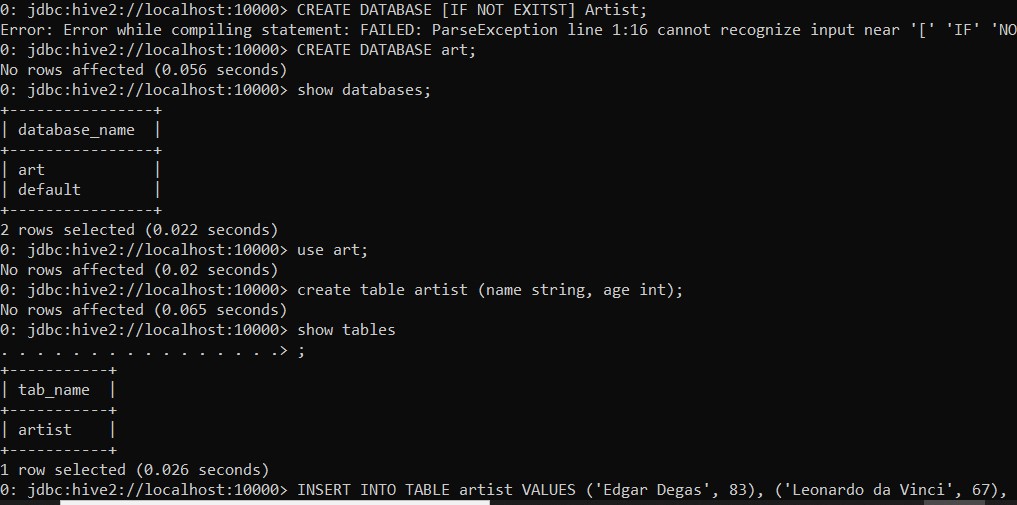 0: jdbc:hive2://localhost:10000> CREATE DATABASE [IF NOT EXITST] Artist;
Error: Error while compiling statement: FAILED: ParseException line 1:16 cannot recognize input near '[' 'IF' 'NO
0: jdbc:hive2://localhost:10000> CREATE DATABASE art;
No rows affected (0.056 seconds)
0: jdbc:hive2://localhost:10000> show databases;
+----------------+
| database_name  |
+----------------+
| art            |
| default        |
+----------------+
2 rows selected (0.022 seconds)
0: jdbc:hive2://localhost:10000> use art;
No rows affected (0.02 seconds)
0: jdbc:hive2://localhost:10000> create table artist (name string, age int);
No rows affected (0.065 seconds)
0: jdbc:hive2://localhost:10000> show tables
. . . . . . . . . . . . . . . .> ;
+-----------+
| tab_name  |
+-----------+
| artist    |
+-----------+
1 row selected (0.026 seconds)
0: jdbc:hive2://localhost:10000> INSERT INTO TABLE artist VALUES ('Edgar Degas', 83), ('Leonardo da Vinci', 67),